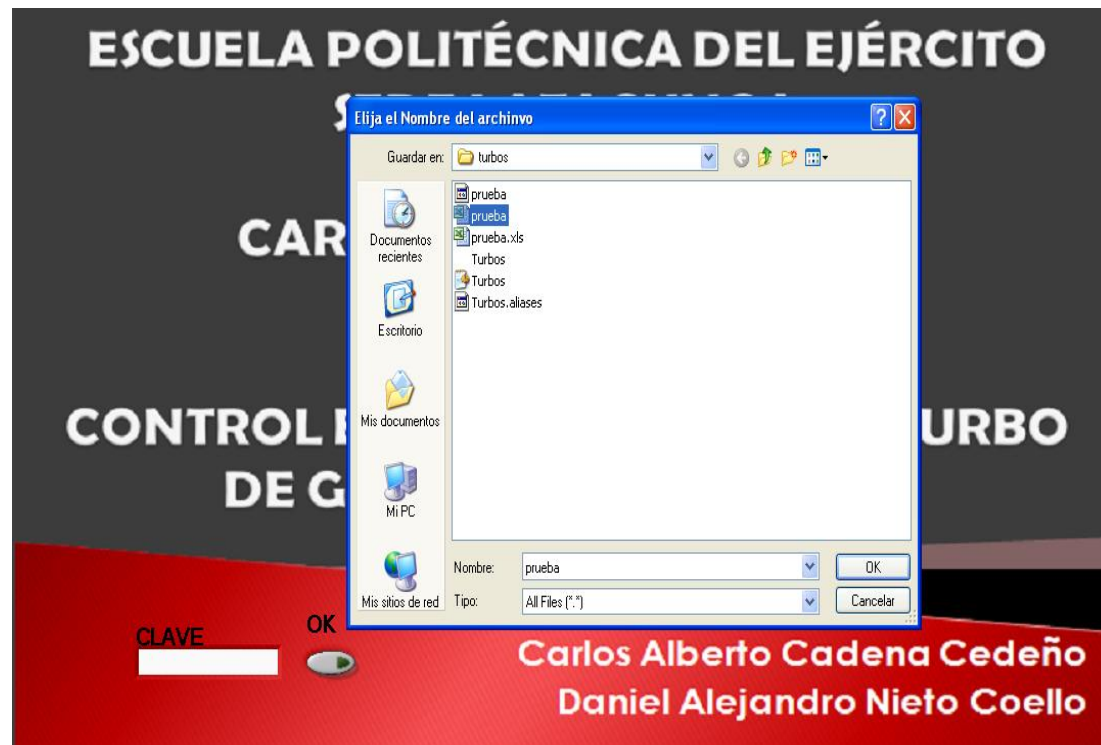 ESCUELA POLITÉCNICA DEL EJÉRCITO
Elija el Nombre del archinvo
Guardar en:
turbos
Documentos
recientes
Escritorio
Mis documentos
Mi PC
Mis sitios de red
prueba
prueba
prueba.xls
Turbos
Turbos
Turbos.aliases
Nombre:
prueba
OK
Tipo:
All Files (*.*)
Cancelar
CAR
CONTROL E
URBO
DE G
CLAVE
OK
Carlos Alberto Cadena Cedeño
Daniel Alejandro Nieto Coello